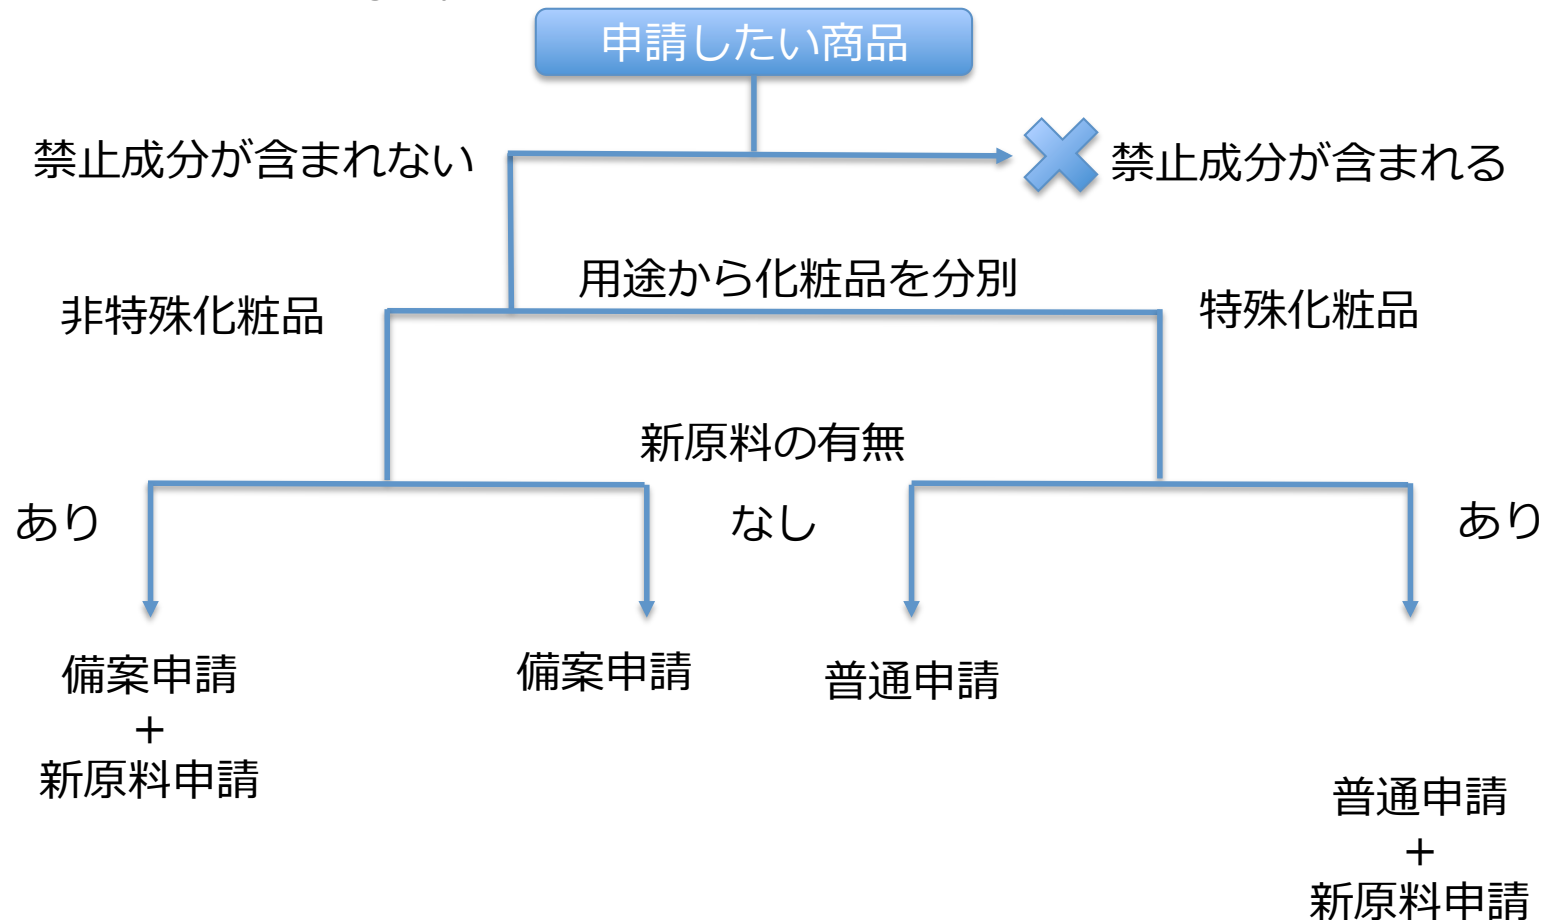 申請したい商品
禁止成分が含まれない
禁止成分が含まれる
用途から化粧品を分別
非特殊化粧品
特殊化粧品
新原料の有無
あり
なし
あり
備案申請
+
新原料申請
備案申請
普通申請
普通申請
+
新原料申請